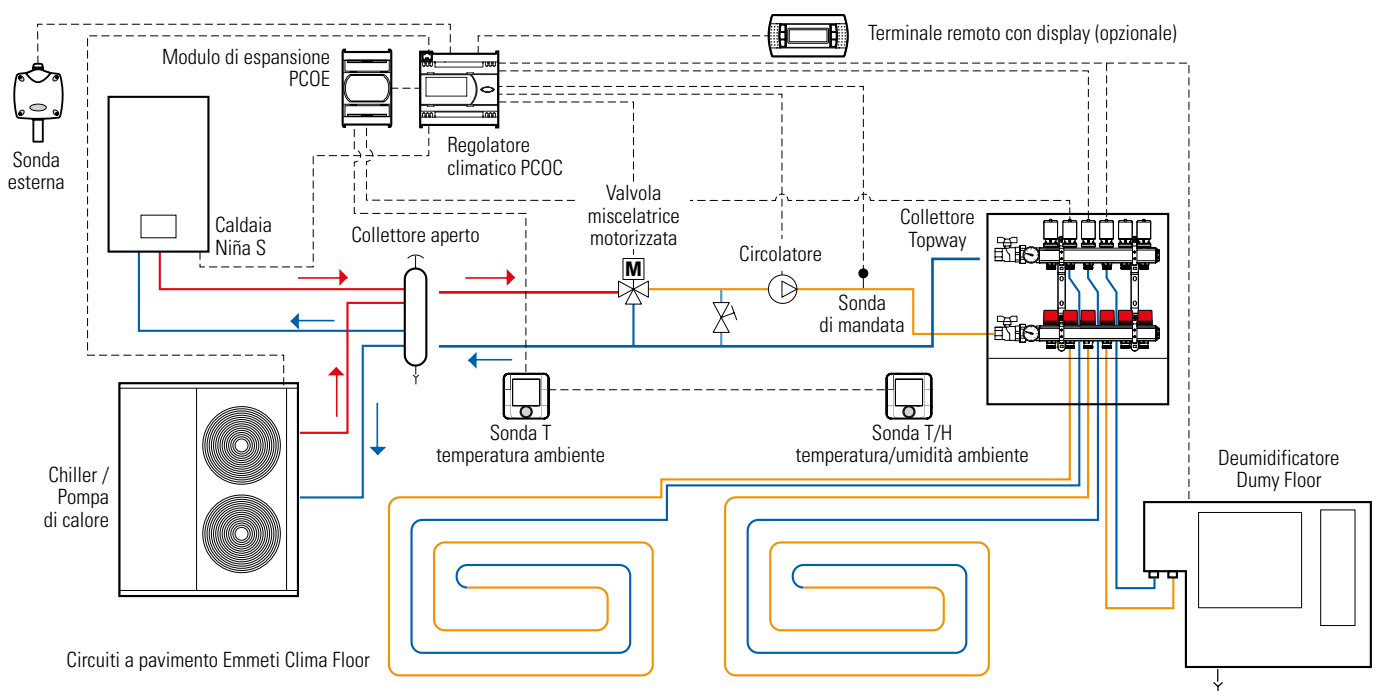 Terminale remoto con display (opzionale)
Modulo di espansione
PCOE
Regolatore
climatico PCOC
Sonda
esterna
Caldaia
Niña S
Collettore aperto
Valvola
miscelatrice
motorizzata
M
Circolatore
Sonda
di mandata
Collettore
Topway
Sonda T
temperatura ambiente
Sonda T/H
temperatura/umidità ambiente
Chiller /
Pompa
di calore
Deumidificatore
Dumy Floor
Circuiti a pavimento Emmeti Clima Floor